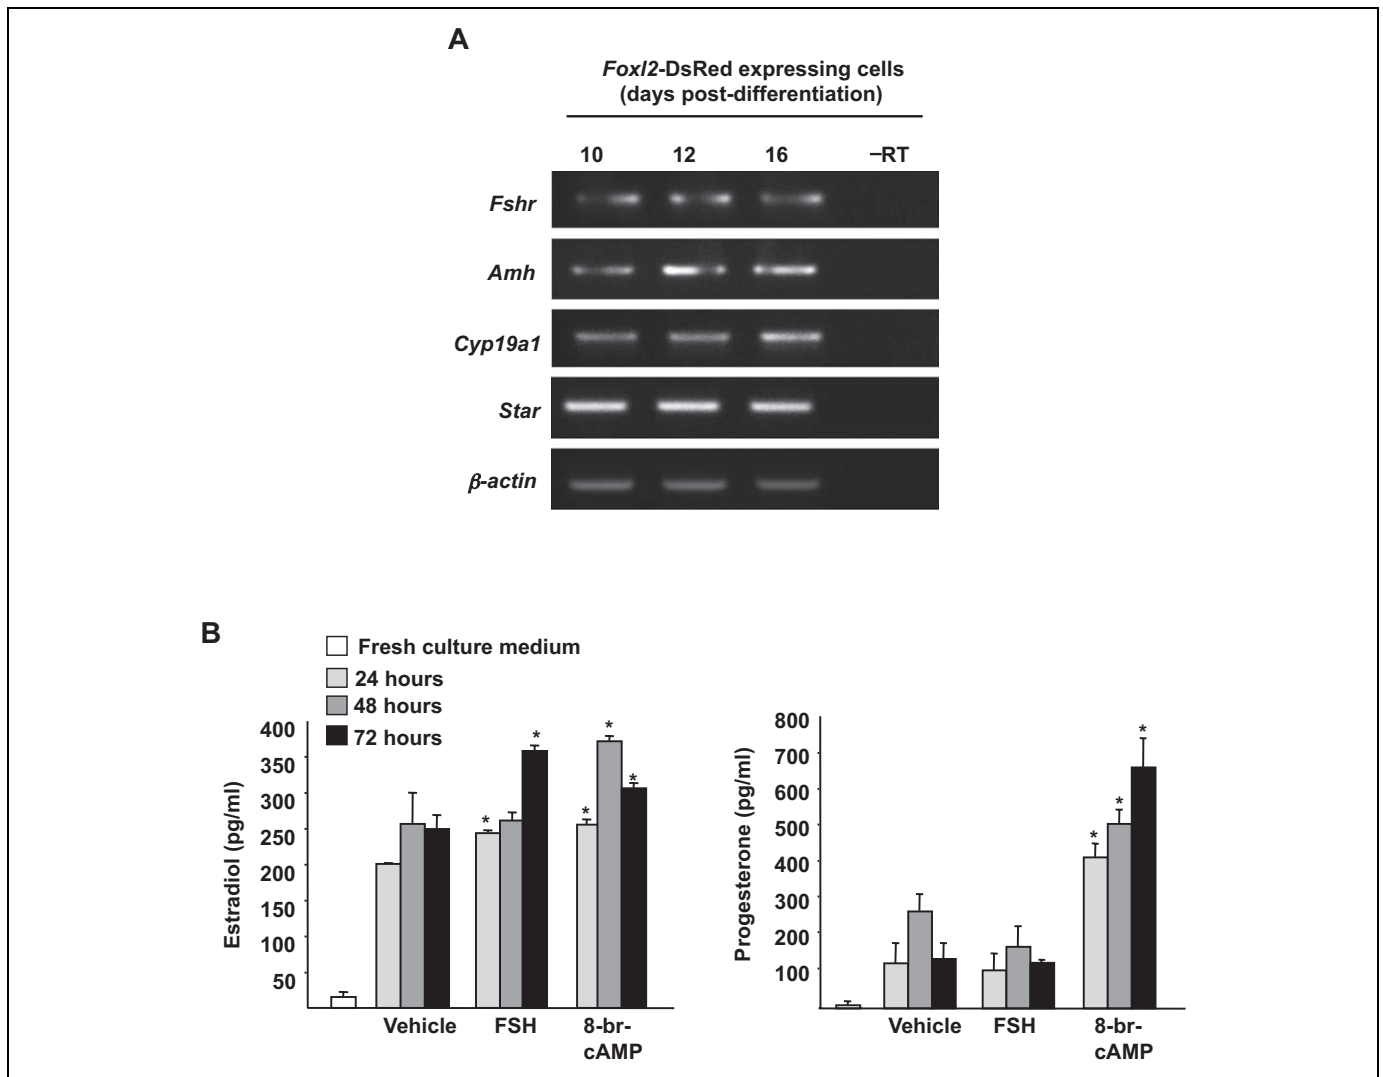 A
Foxl2-DsRed expressing cells
(days post-differentiation)
10 12 16 –RT
Fshr
Amh
Cyp19a1
Star
β-actin
B
Fresh culture medium
24 hours
48 hours
72 hours
Estradiol (pg/ml)
400
350
300
250
200
150
100
50
* * * * *
Vehicle FSH 8-br-
cAMP
Progesterone (pg/ml)
800
700
600
500
400
300
200
100
* * *
Vehicle FSH 8-br-
cAMP